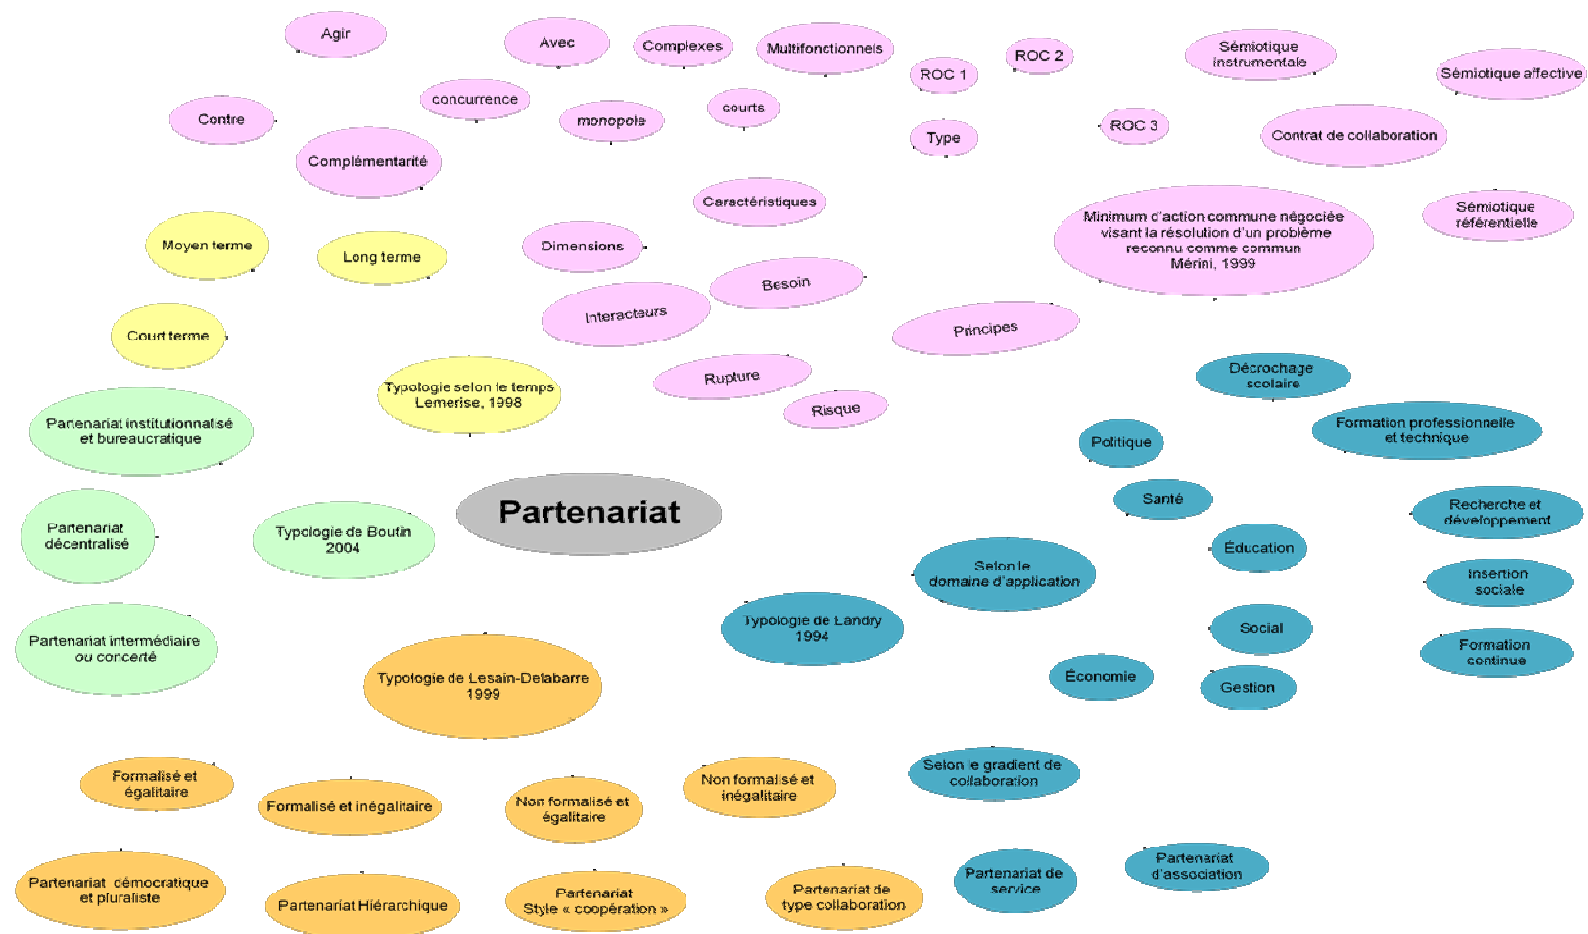 Agir
Avec
Complexes
Multifonctionnels
ROC 1
ROC 2
Sémiotique
instrumentale
Sémiotique affective
Contre
concurrence
monopole
courts
Type
ROC 3
Contrat de collaboration
Complémentarité
Caractéristiques
Minimum d'action commune négociée
visant la résolution d'un problème
reconnu comme commun
Mérini, 1999
Sémiotique
référentielle
Moyen terme
Long terme
Dimensions
Besoin
Interacteurs
Principes
Court terme
Typologie selon le temps
Lemerise, 1998
Rupture
Risque
Décrochage
scolaire
Partenariat institutionnalisé
et bureaucratique
Politique
Formation professionnelle
et technique
Partenariat
Santé
Recherche et
développement
Partenariat
décentralisé
Typologie de Boutin
2004
Éducation
Selon le
domaine d'application
Insertion
sociale
Partenariat intermédiaire
ou concerté
Typologie de Landry
1994
Social
Formation
continue
Typologie de Lesain-Delabarre
1999
Économie
Gestion
Formalisé et
égalitaire
Formalisé et inégalitaire
Non formalisé et
égalitaire
Non formalisé et
inégalitaire
Selon le gradient de
collaboration
Partenariat démocratique
et pluraliste
Partenariat Hiérarchique
Partenariat
Style « coopération »
Partenariat de
type collaboration
Partenariat de
service
Partenariat
d'association